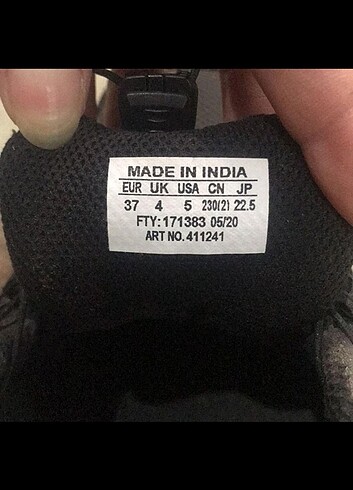 MADE IN INDIA
EUR UK USA CN JP
37 4 5 230(2) 22.5
FTY: 171383 05/20
ART NO. 411241